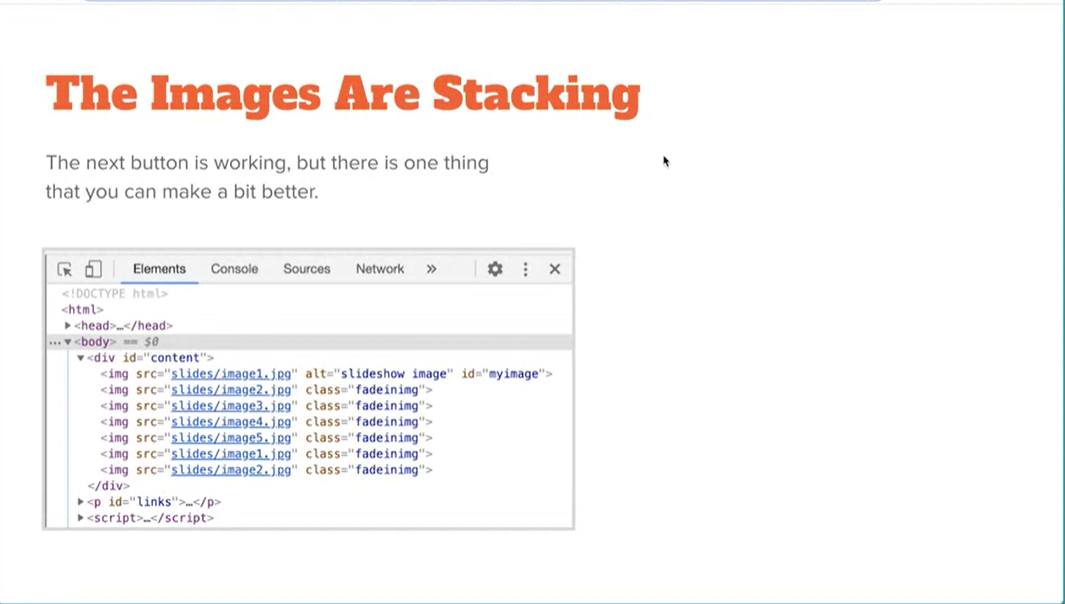 The Images Are Stacking
The next button is working, but there is one thing
that you can make a bit better.
Elements Console Sources Network »
<!DOCTYPE html>
<html>
<head>…</head>
<body> == $0
<div id="content">
<img src="slides/image1.jpg" alt="slideshow image" id="myimage">
<img src="slides/image2.jpg" class="fadeinimg">
<img src="slides/image3.jpg" class="fadeinimg">
<img src="slides/image4.jpg" class="fadeinimg">
<img src="slides/image5.jpg" class="fadeinimg">
<img src="slides/image1.jpg" class="fadeinimg">
<img src="slides/image2.jpg" class="fadeinimg">
</div>
<p id="links">…</p>
<script>…</script>